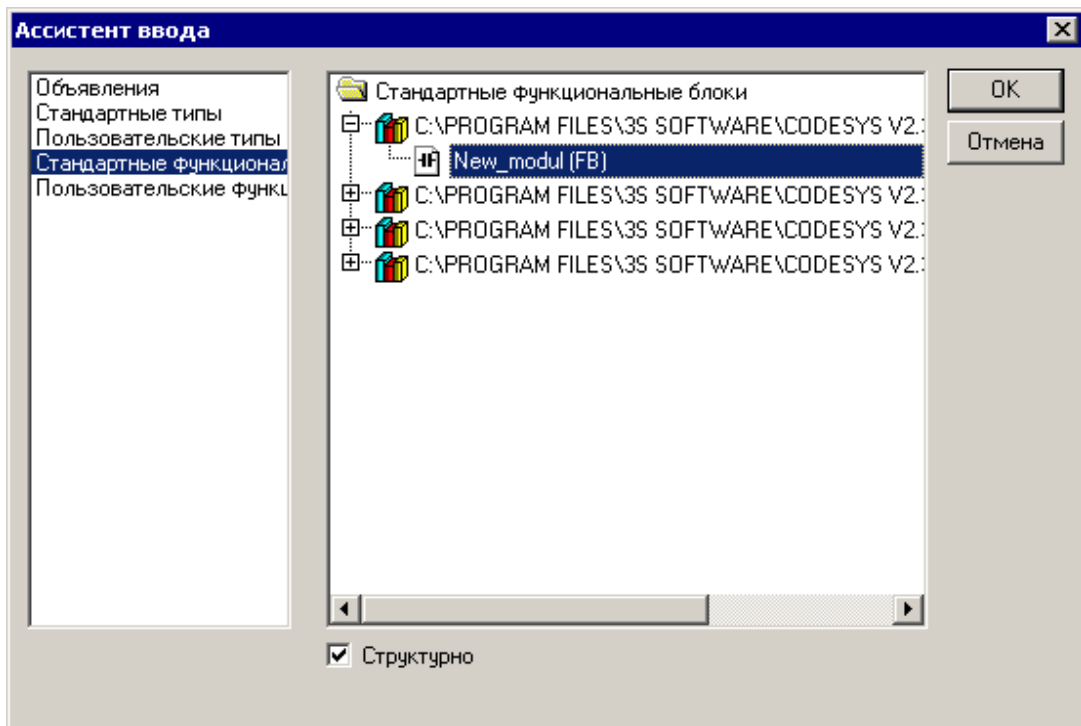 Ассистент ввода
Объявления
Стандартные типы
Пользовательские типы
Стандартные функционал
Пользовательские функц
Стандартные функциональные блоки
C:\PROGRAM FILES\3S SOFTWARE\CODESYS V2.
New_modul (FB)
C:\PROGRAM FILES\3S SOFTWARE\CODESYS V2.
C:\PROGRAM FILES\3S SOFTWARE\CODESYS V2.
C:\PROGRAM FILES\3S SOFTWARE\CODESYS V2.
OK
Отмена
Структурно